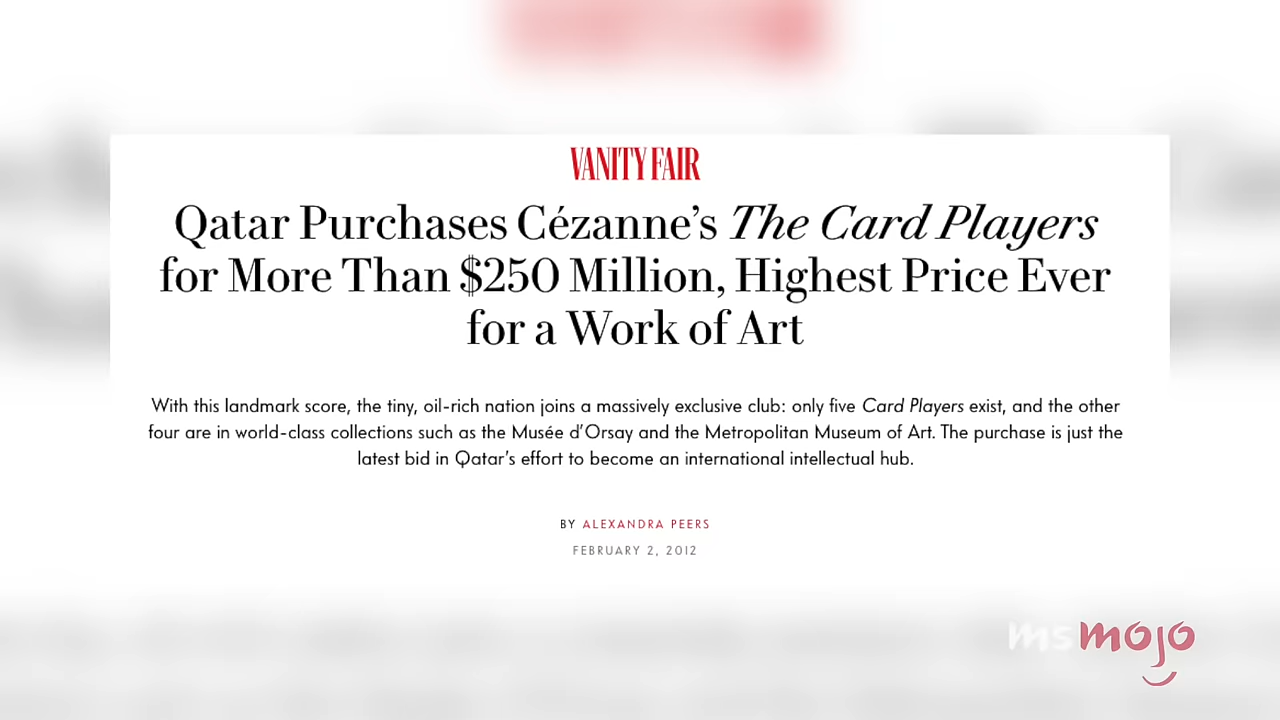 VANITY FAIR
Qatar Purchases Cézanne’s The Card Players
for More Than $250 Million, Highest Price Ever
for a Work of Art
With this landmark score, the tiny, oil-rich nation joins a massively exclusive club: only five Card Players exist, and the other
four are in world-class collections such as the Musée d’Orsay and the Metropolitan Museum of Art. The purchase is just the
latest bid in Qatar’s effort to become an international intellectual hub.
BY ALEXANDRA PEERS
FEBRUARY 2, 2012
msmojo